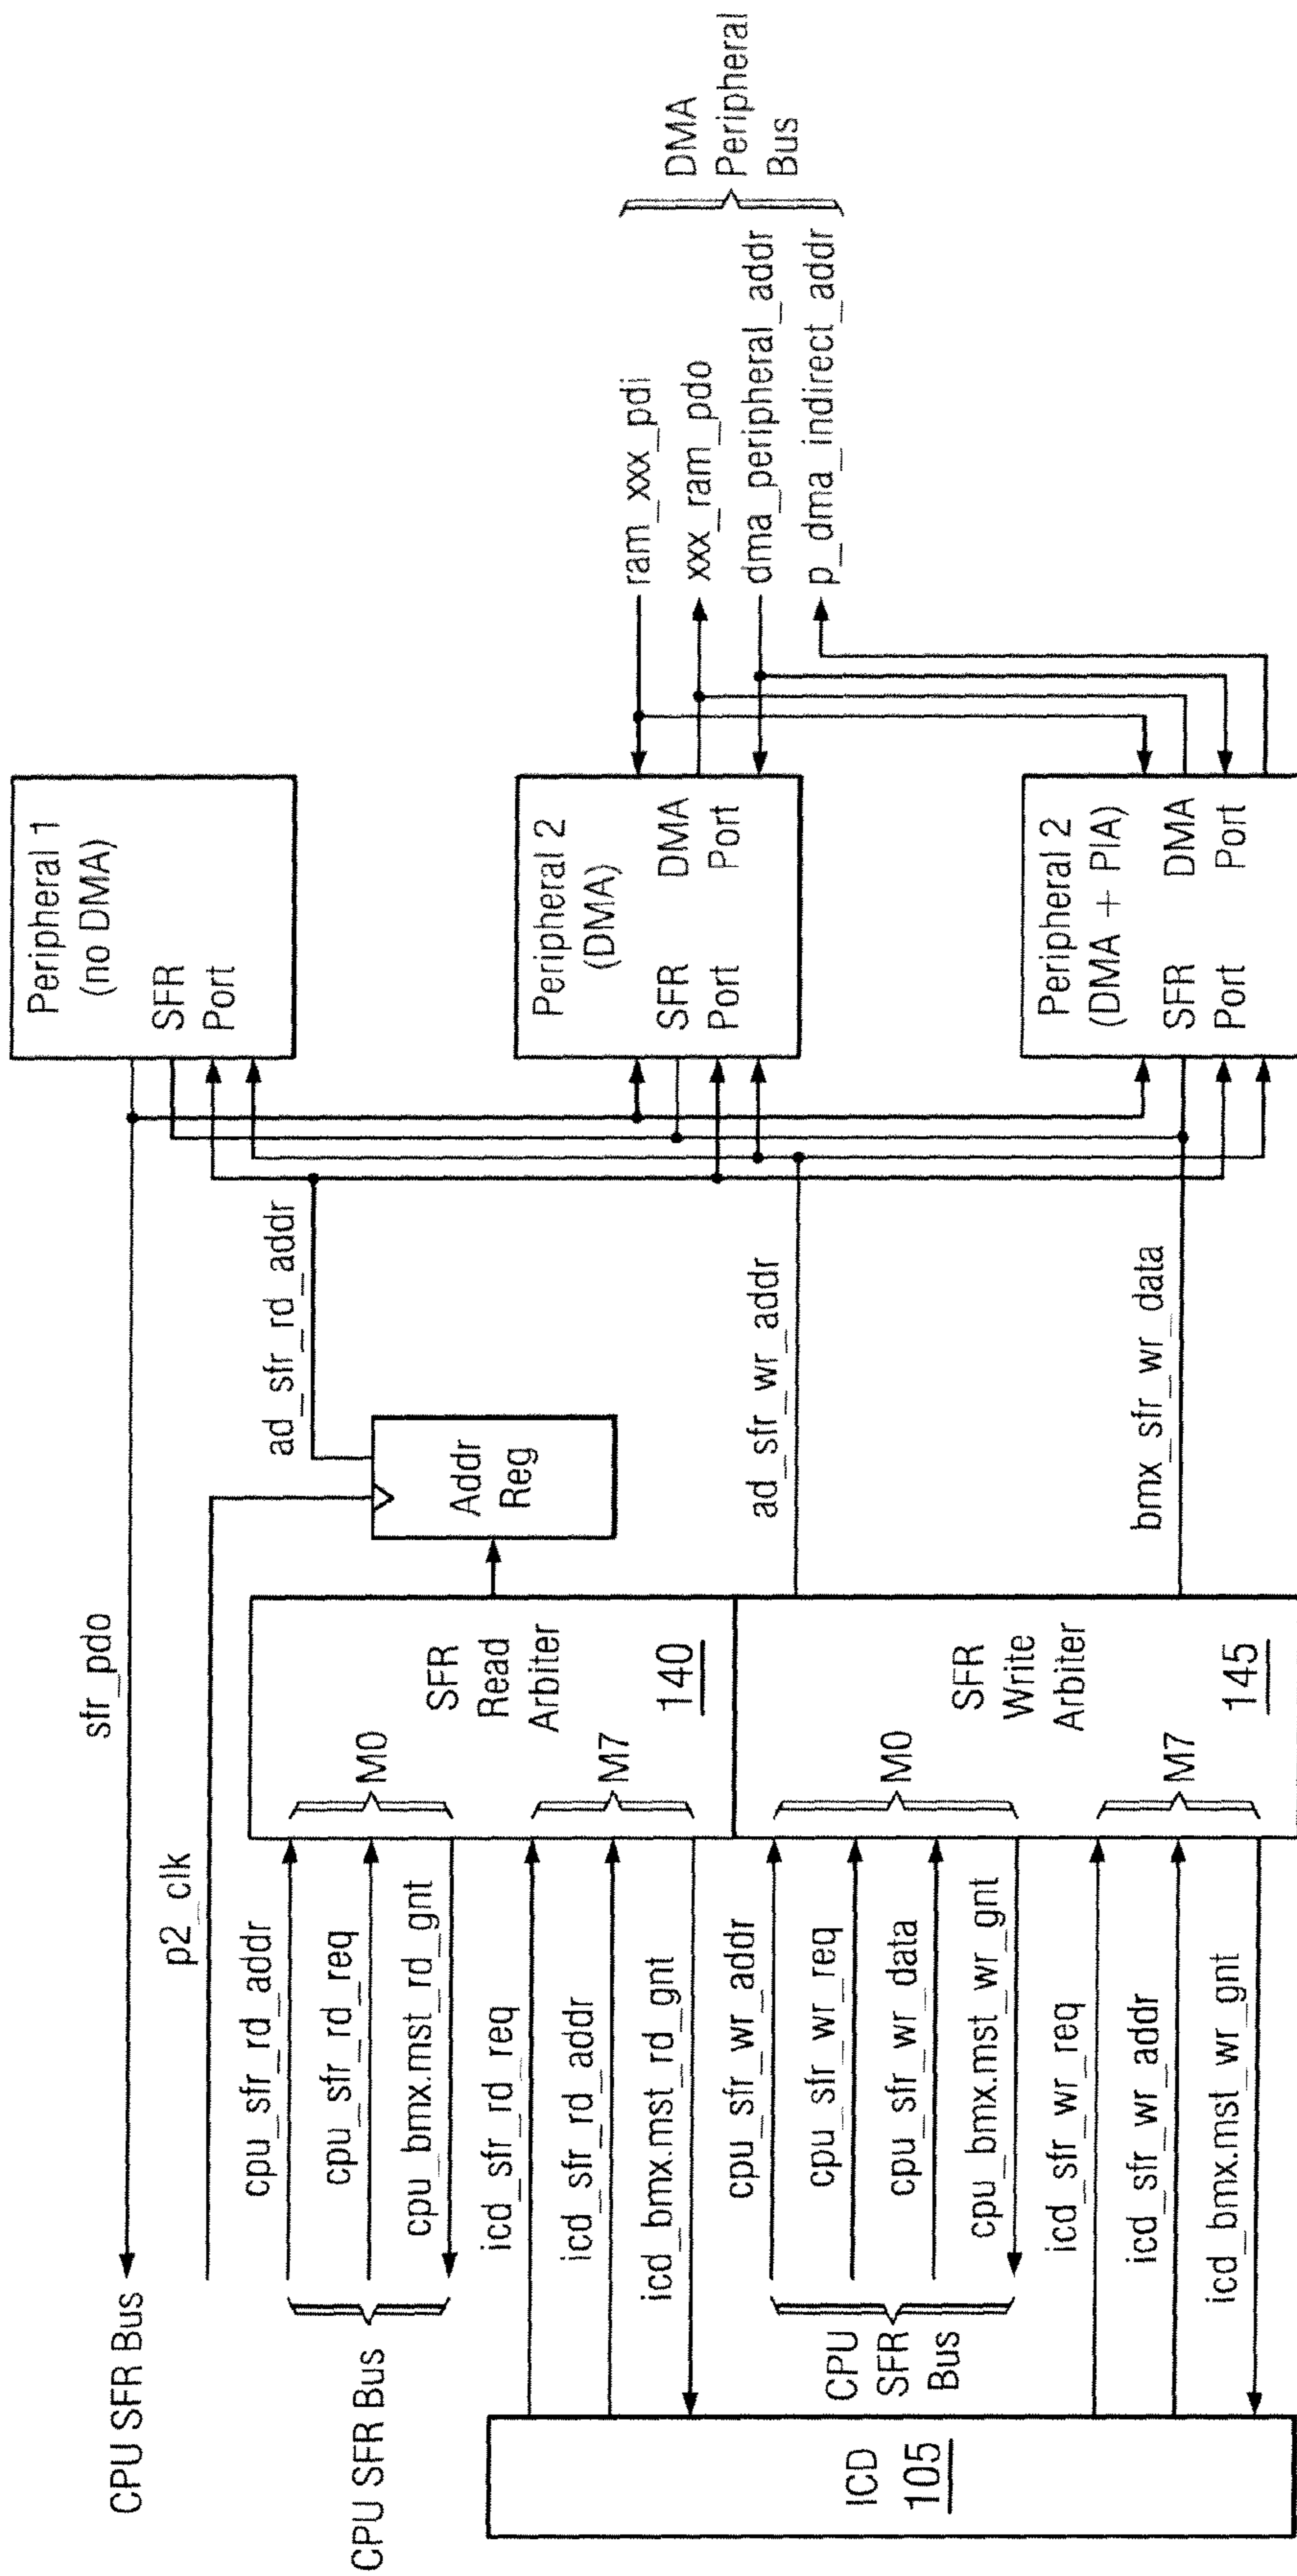 CPU SFR Bus
sfr_pdo
p2_clk
CPU SFR Bus
cpu_sfr_rd_addr
cpu_sfr_rd_req
cpu_bmx.mst_rd_gnt
icd_sfr_rd_req
icd_sfr_rd_addr
icd_bmx.mst_rd_gnt
M0
SFR
Read
Arbiter
M7
140
Addr
Reg
ad_sfr_rd_addr
CPU
SFR
Bus
cpu_sfr_wr_addr
cpu_sfr_wr_req
cpu_sfr_wr_data
cpu_bmx.mst_wr_gnt
icd_sfr_wr_req
icd_sfr_wr_addr
icd_bmx.mst_wr_gnt
ICD
105
M0
SFR
Write
Arbiter
M7
145
ad_sfr_wr_addr
bmx_sfr_wr_data
Peripheral 1
(no DMA)
SFR
Port
Peripheral 2
(DMA)
SFR DMA
Port Port
Peripheral 2
(DMA + PIA)
SFR DMA
Port Port
ram_xxx_pdi
xxx_ram_pdo
dma_peripheral_addr
p_dma_indirect_addr
DMA
Peripheral
Bus